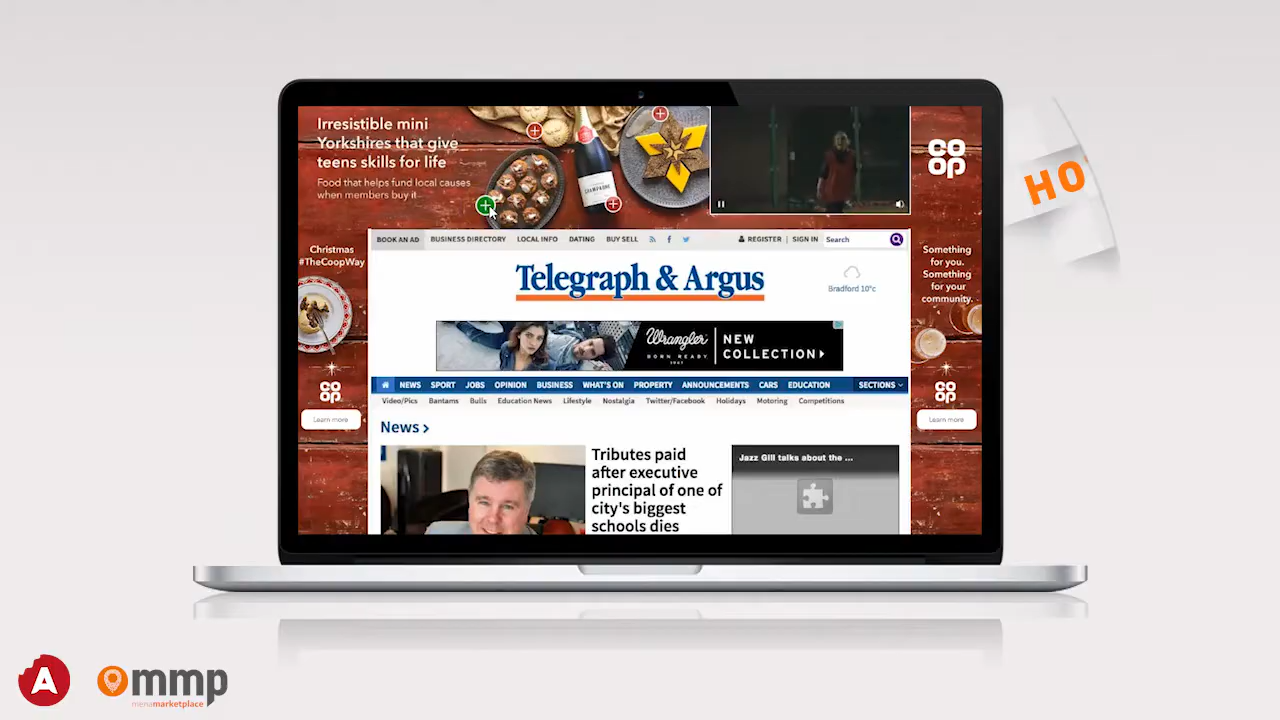 Irresistible mini
Yorkshires that give
teens skills for life
Food that helps fund local causes
when members buy it
CHAMPAGNE
CO
OP
HO
Christmas
#TheCoopWay
CO
OP
Learn more
Something
for you.
Something
for your
community.
CO
OP
Learn more
BOOK AN AD BUSINESS DIRECTORY LOCAL INFO DATING BUY SELL REGISTER | SIGN IN Search
Telegraph & Argus
Bradford 10°c
Wrangler
BORN READY
1947
NEW
COLLECTION
NEWS SPORT JOBS OPINION BUSINESS WHAT'S ON PROPERTY ANNOUNCEMENTS CARS EDUCATION SECTIONS
Video/Pics Bantams Bulls Education News Lifestyle Nostalgia Twitter/Facebook Holidays Motoring Competitions
News >
Tributes paid
after executive
principal of one of
city's biggest
schools dies
Jazz Gill talks about the ...
A
mmp
menamarketplace